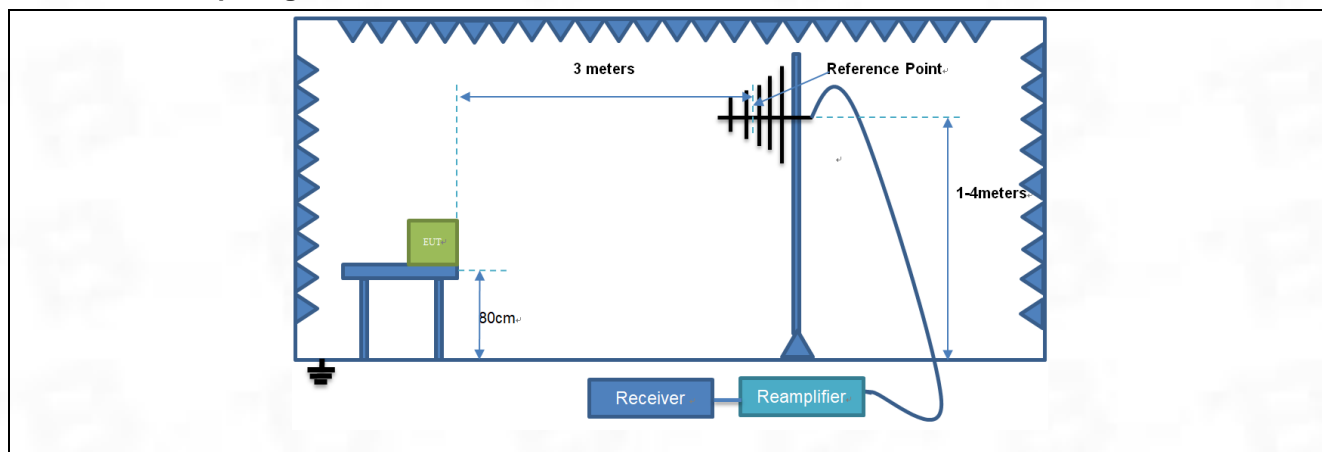 3 meters
Reference Point
1-4meters
EUT
80cm
Receiver
Reamplifier